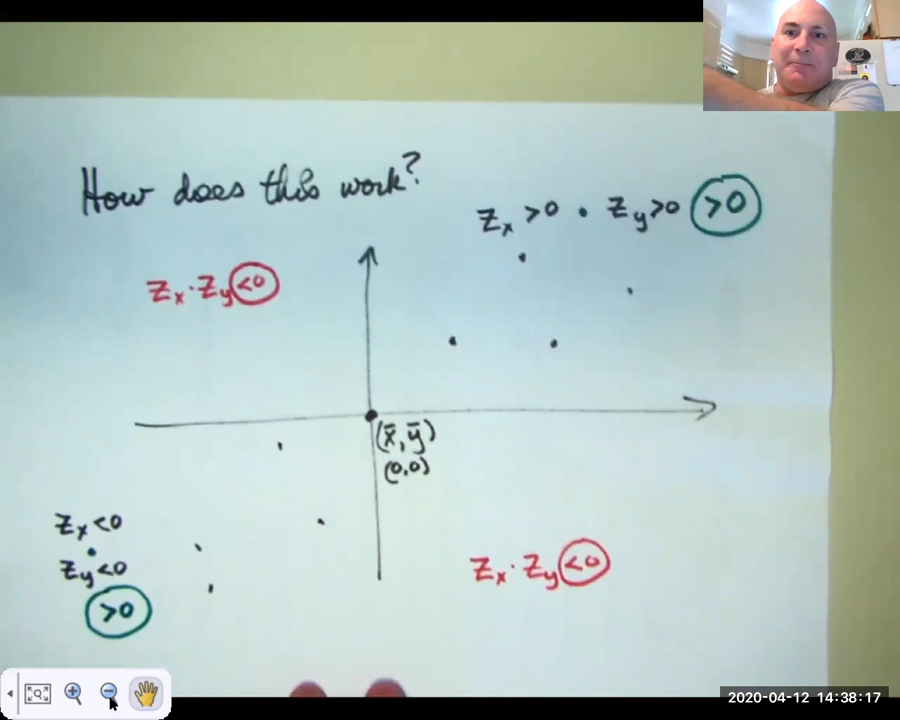 How does this work?
Zx >0 · Zy >0 >0
Zx · Zy <0
(x̄, ȳ)
(0,0)
Zx <0
·
Zy <0
>0
Zx · Zy <0
2020-04-12 14:38:17